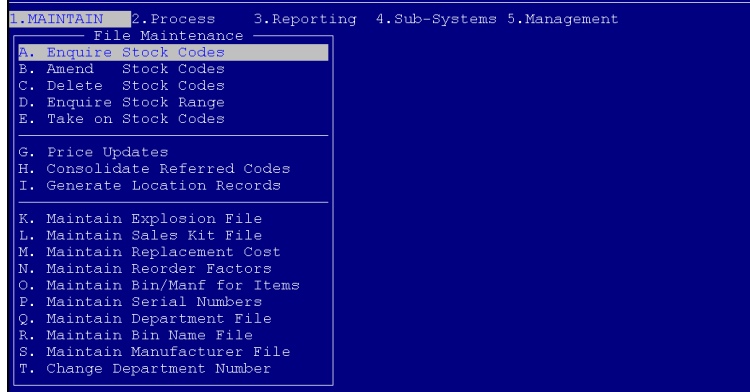 1.MAINTAIN 2.Process 3.Reporting 4.Sub-Systems 5.Management
File Maintenance
A. Enquire Stock Codes
B. Amend Stock Codes
C. Delete Stock Codes
D. Enquire Stock Range
E. Take on Stock Codes
G. Price Updates
H. Consolidate Referred Codes
I. Generate Location Records
K. Maintain Explosion File
L. Maintain Sales Kit File
M. Maintain Replacement Cost
N. Maintain Reorder Factors
O. Maintain Bin/Manf for Items
P. Maintain Serial Numbers
Q. Maintain Department File
R. Maintain Bin Name File
S. Maintain Manufacturer File
T. Change Department Number